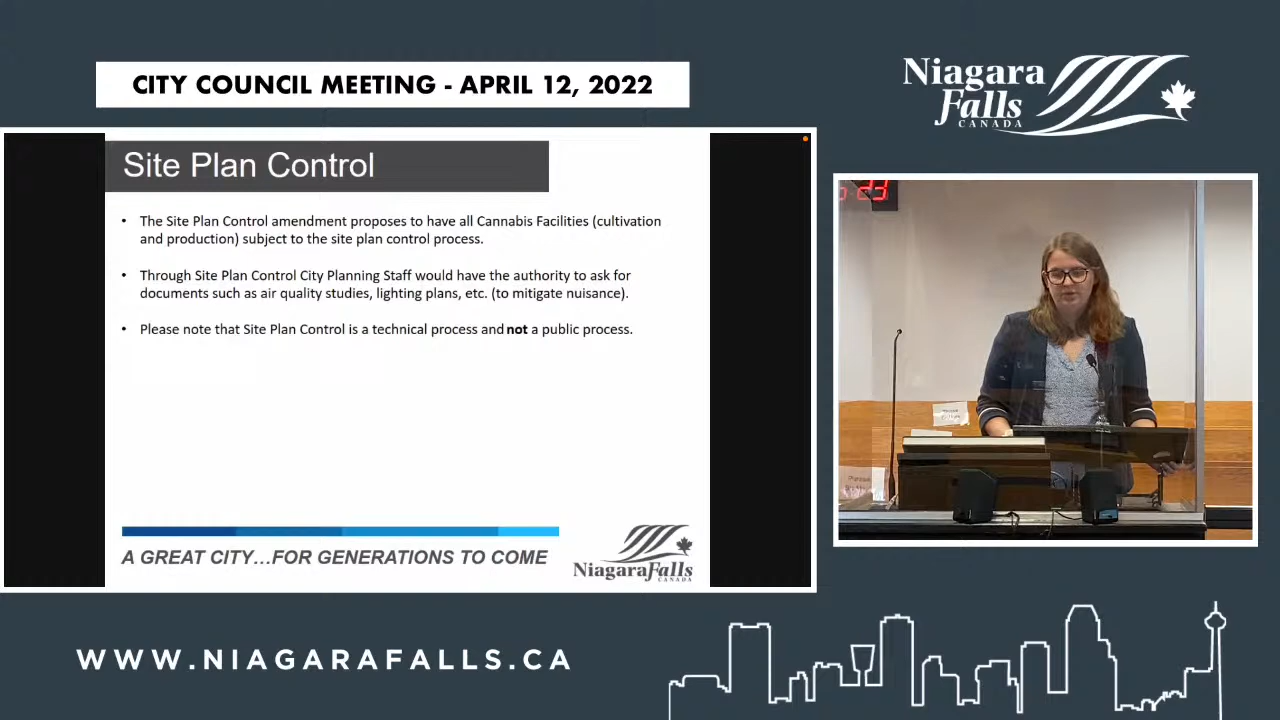 CITY COUNCIL MEETING - APRIL 12, 2022
Niagara
Falls
CANADA
Site Plan Control
• The Site Plan Control amendment proposes to have all Cannabis Facilities (cultivation
and production) subject to the site plan control process.
• Through Site Plan Control City Planning Staff would have the authority to ask for
documents such as air quality studies, lighting plans, etc. (to mitigate nuisance).
• Please note that Site Plan Control is a technical process and not a public process.
A GREAT CITY...FOR GENERATIONS TO COME
NiagaraFalls
CANADA
WWW.NIAGARAFALLS.CA